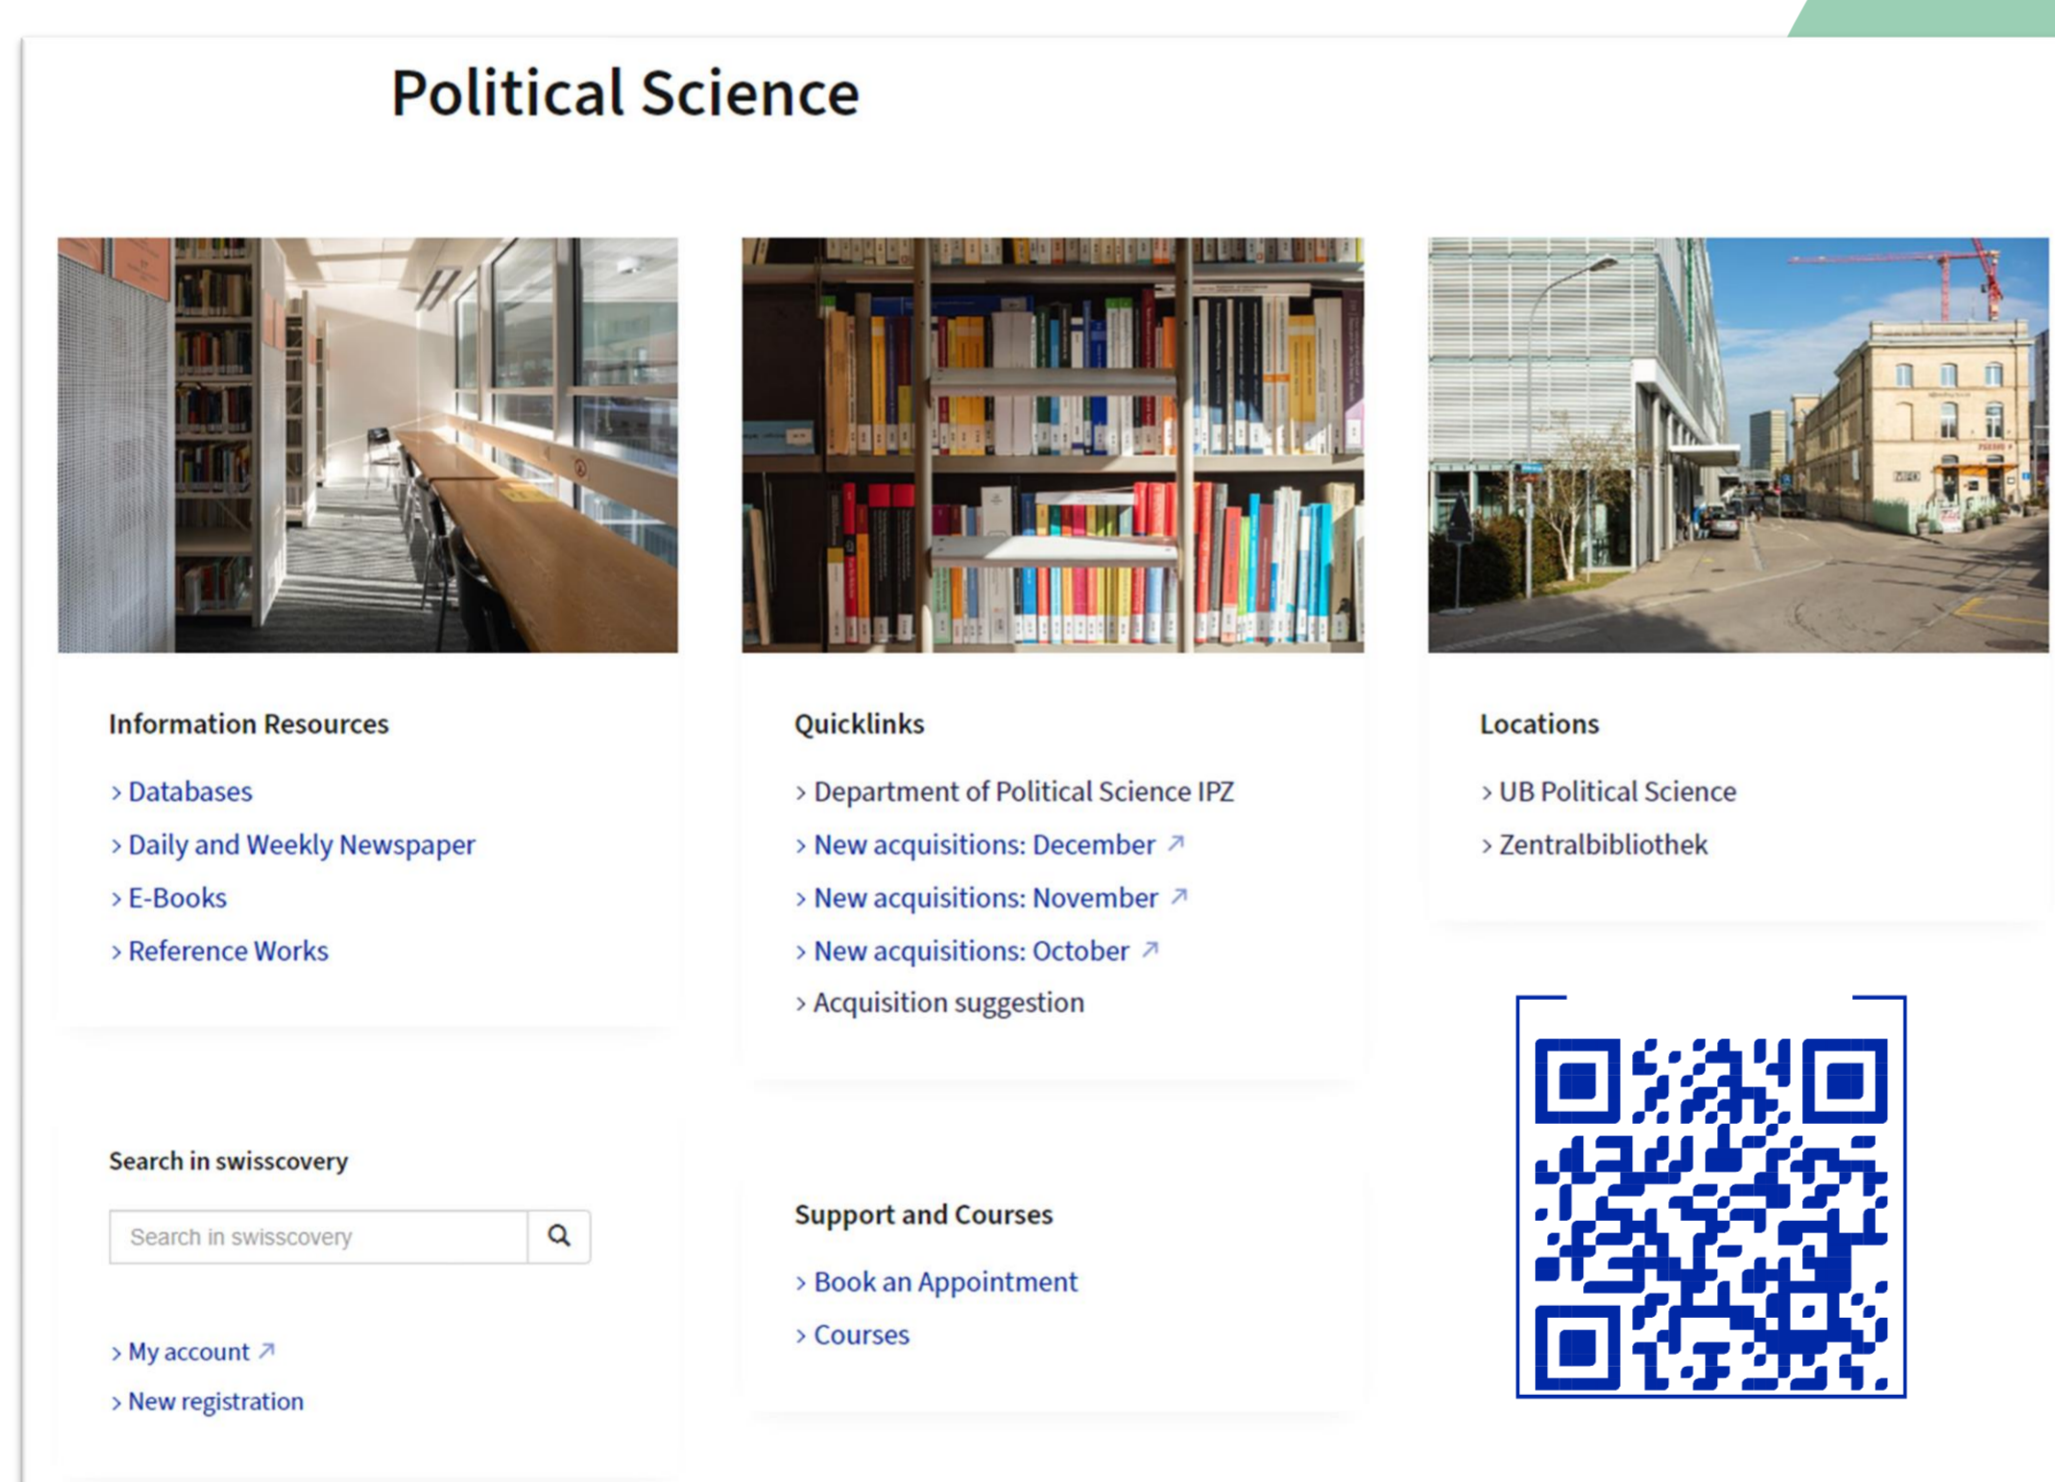 Political Science
Information Resources
> Databases
> Daily and Weekly Newspaper
> E-Books
> Reference Works
Quicklinks
> Department of Political Science IPZ
> New acquisitions: December ↗
> New acquisitions: November ↗
> New acquisitions: October ↗
> Acquisition suggestion
Locations
> UB Political Science
> Zentralbibliothek
Search in swisscovery
Search in swisscovery
> My account ↗
> New registration
Support and Courses
> Book an Appointment
> Courses